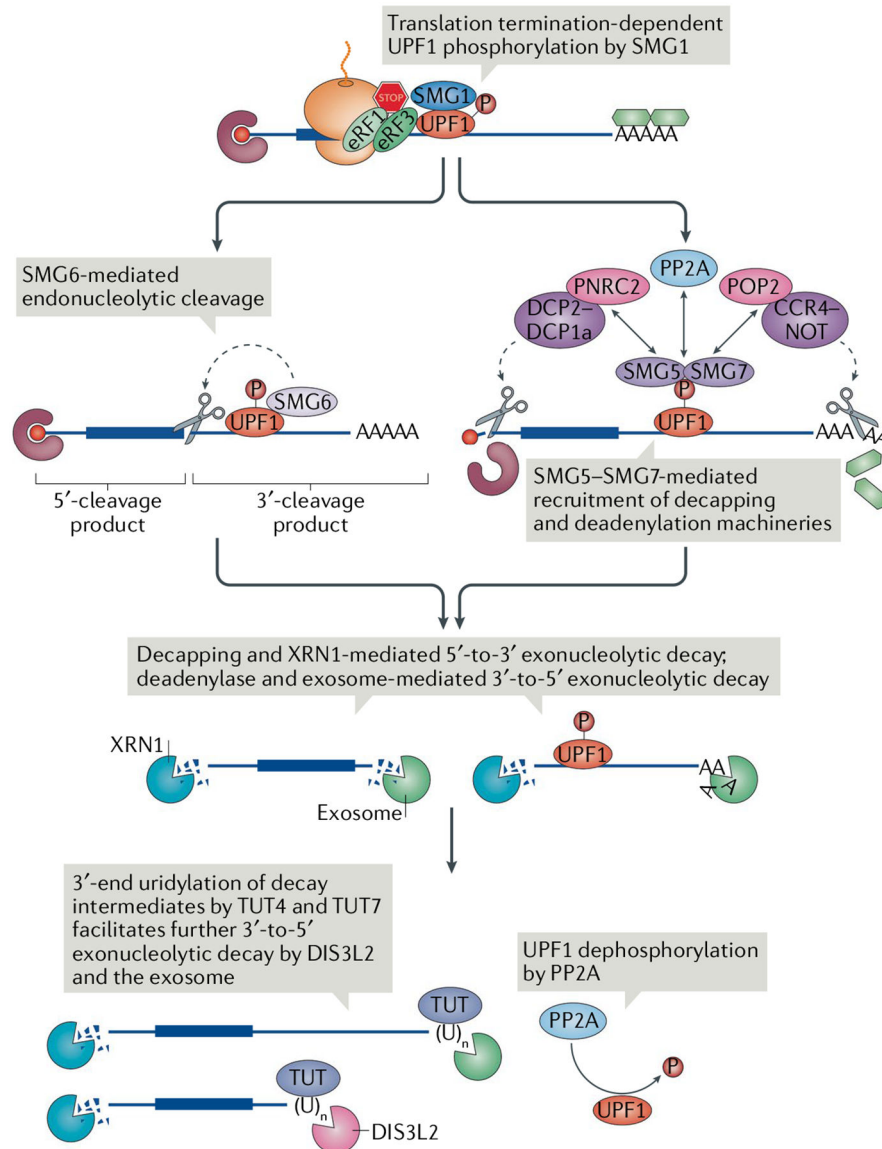 Translation termination-dependent
UPF1 phosphorylation by SMG1
STOP
SMG1
P
eRF1
eRF3
UPF1
AAAAA
SMG6-mediated
endonucleolytic cleavage
P
SMG6
UPF1
AAAAA
5′-cleavage
product
3′-cleavage
product
PP2A
PNRC2
POP2
DCP2–
DCP1a
CCR4–
NOT
SMG5
SMG7
P
UPF1
AAA
AA
SMG5–SMG7-mediated
recruitment of decapping
and deadenylation machineries
Decapping and XRN1-mediated 5′-to-3′ exonucleolytic decay;
deadenylase and exosome-mediated 3′-to-5′ exonucleolytic decay
XRN1
Exosome
P
UPF1
AA
A
A
3′-end uridylation of decay
intermediates by TUT4 and TUT7
facilitates further 3′-to-5′
exonucleolytic decay by DIS3L2
and the exosome
TUT
(U)n
TUT
(U)n
DIS3L2
UPF1 dephosphorylation
by PP2A
PP2A
P
UPF1